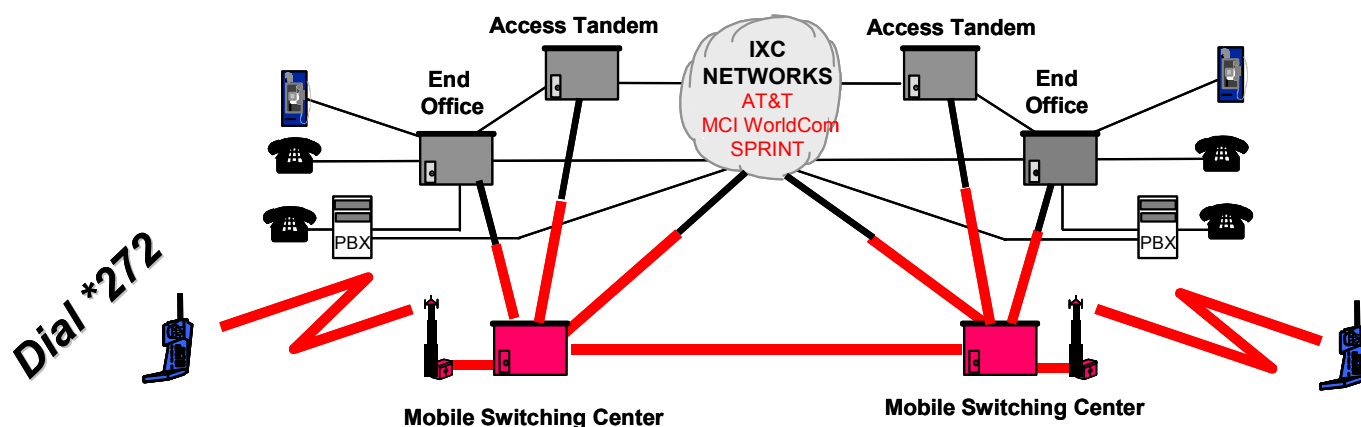 Access Tandem
IXC
NETWORKS
AT&T
MCI WorldCom
SPRINT
Access Tandem
End
Office
End
Office
PBX
PBX
Dial *272
Mobile Switching Center
Mobile Switching Center